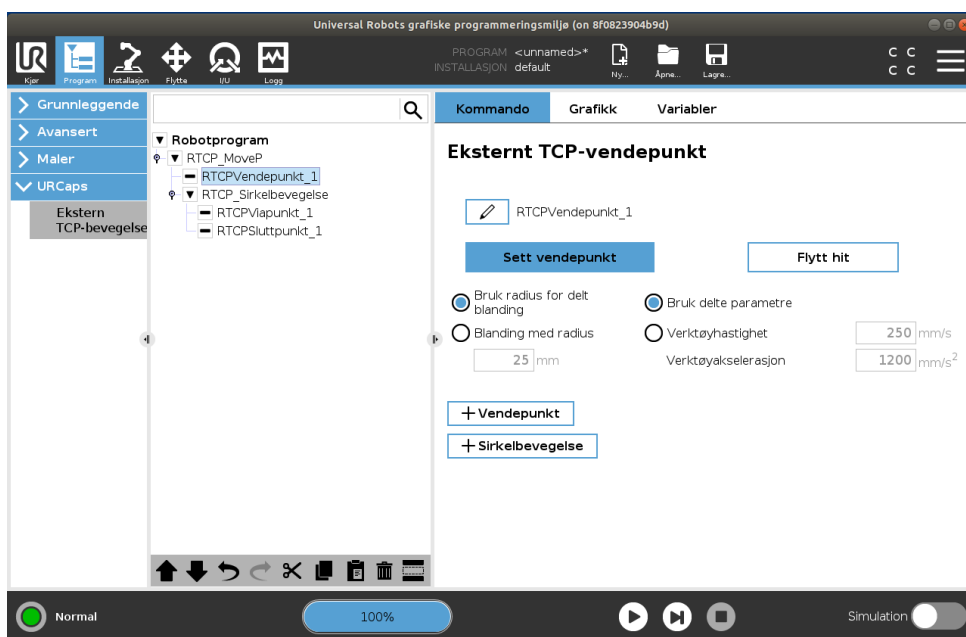 Universal Robots grafiske programmeringsmiljø (on 8f0823904b9d)
UR
Kjør
Program
Installasjon
Flytte
I/U
Logg
PROGRAM <unnamed>*
INSTALLASJON default
Ny...
Åpne...
Lagre...
C C
C C
Grunnleggende
Avansert
Maler
URCaps
Ekstern
TCP-bevegelse
Robotprogram
RTCP_MoveP
RTCPVendepunkt_1
RTCP_Sirkelbevegelse
RTCPViapunkt_1
RTCPSluttpunkt_1
Kommando Grafikk Variabler
Eksternt TCP-vendepunkt
RTCPVendepunkt_1
Sett vendepunkt
Flytt hit
Bruk radius for delt
blanding
Blanding med radius
25 mm
Bruk delte parametre
Verktøyhastighet 250 mm/s
Verktøyakselerasjon 1200 mm/s²
+ Vendepunkt
+ Sirkelbevegelse
Normal
100%
Simulation